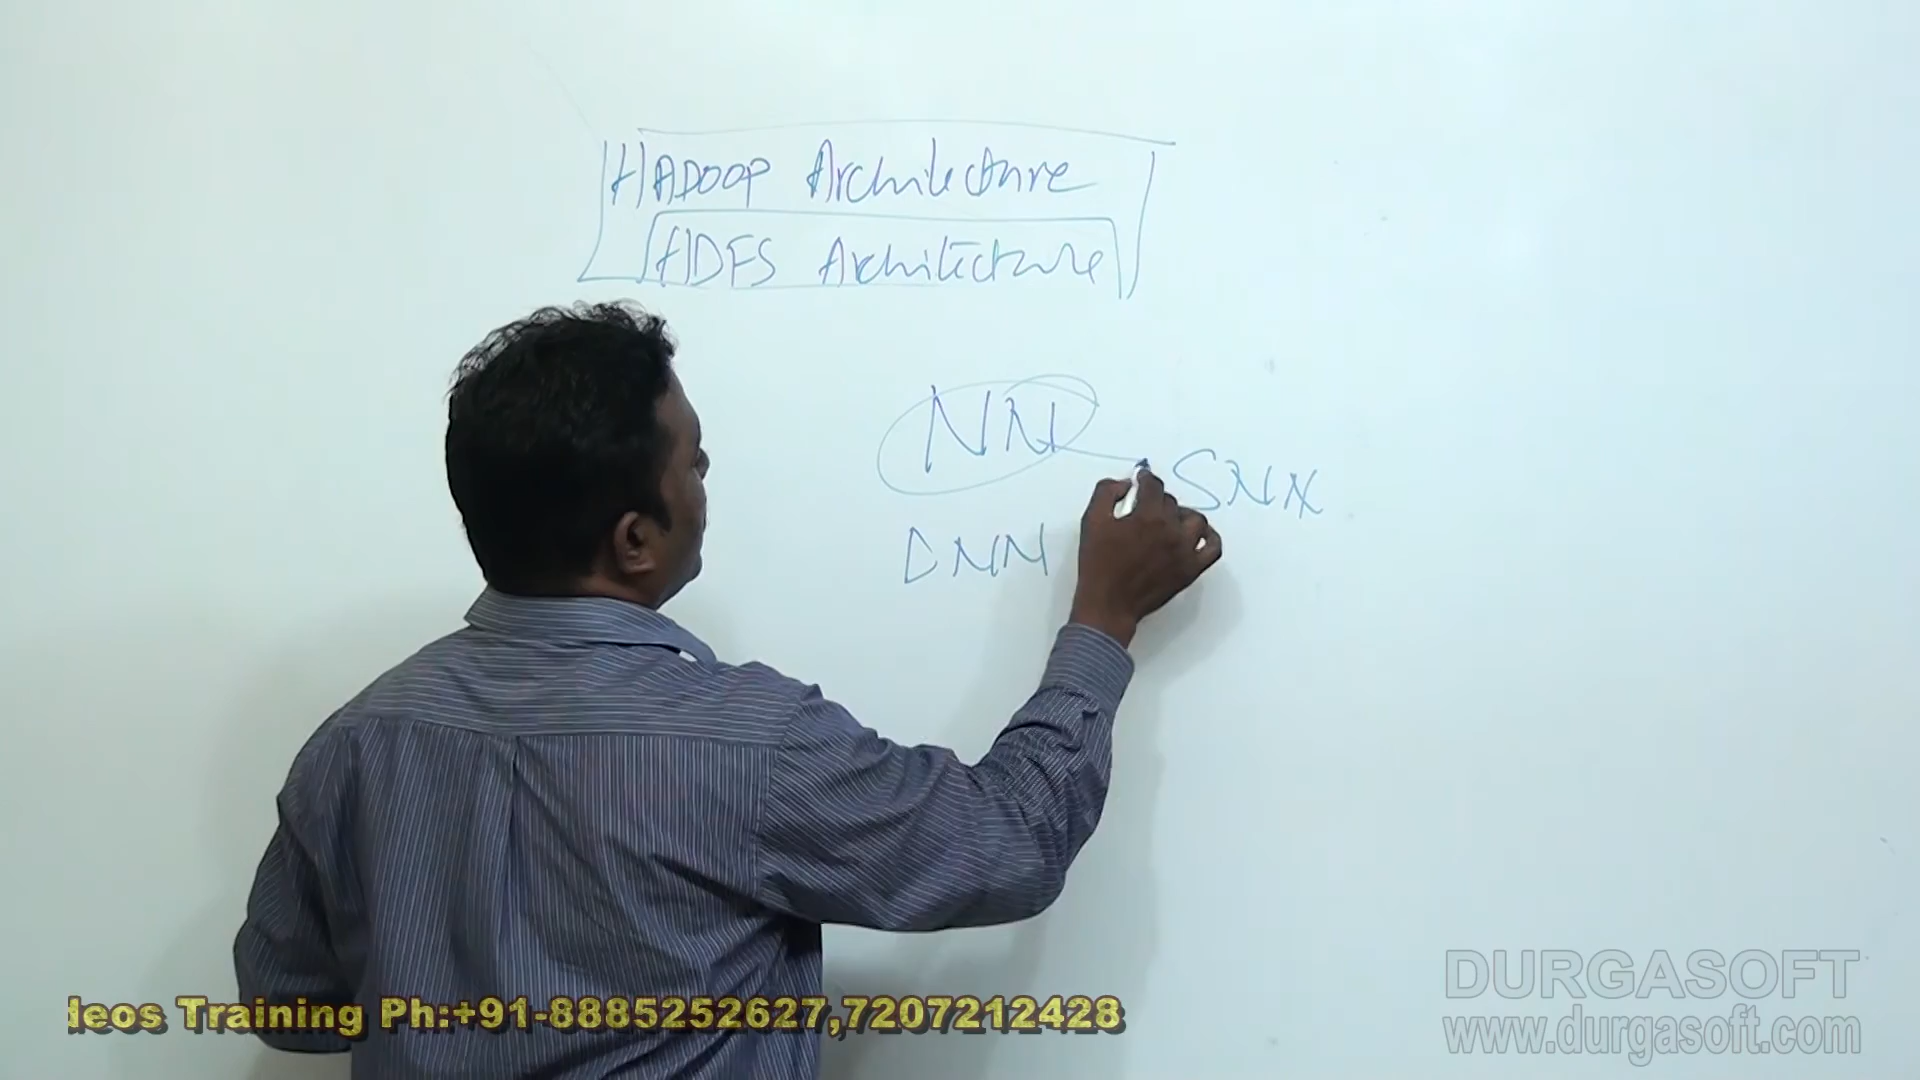 HADOOP Architecture
HDFS Architecture
NN
SNN
DNN
deos Training Ph:+91-8885252627,7207212428
DURGASOFT
www.durgasoft.com